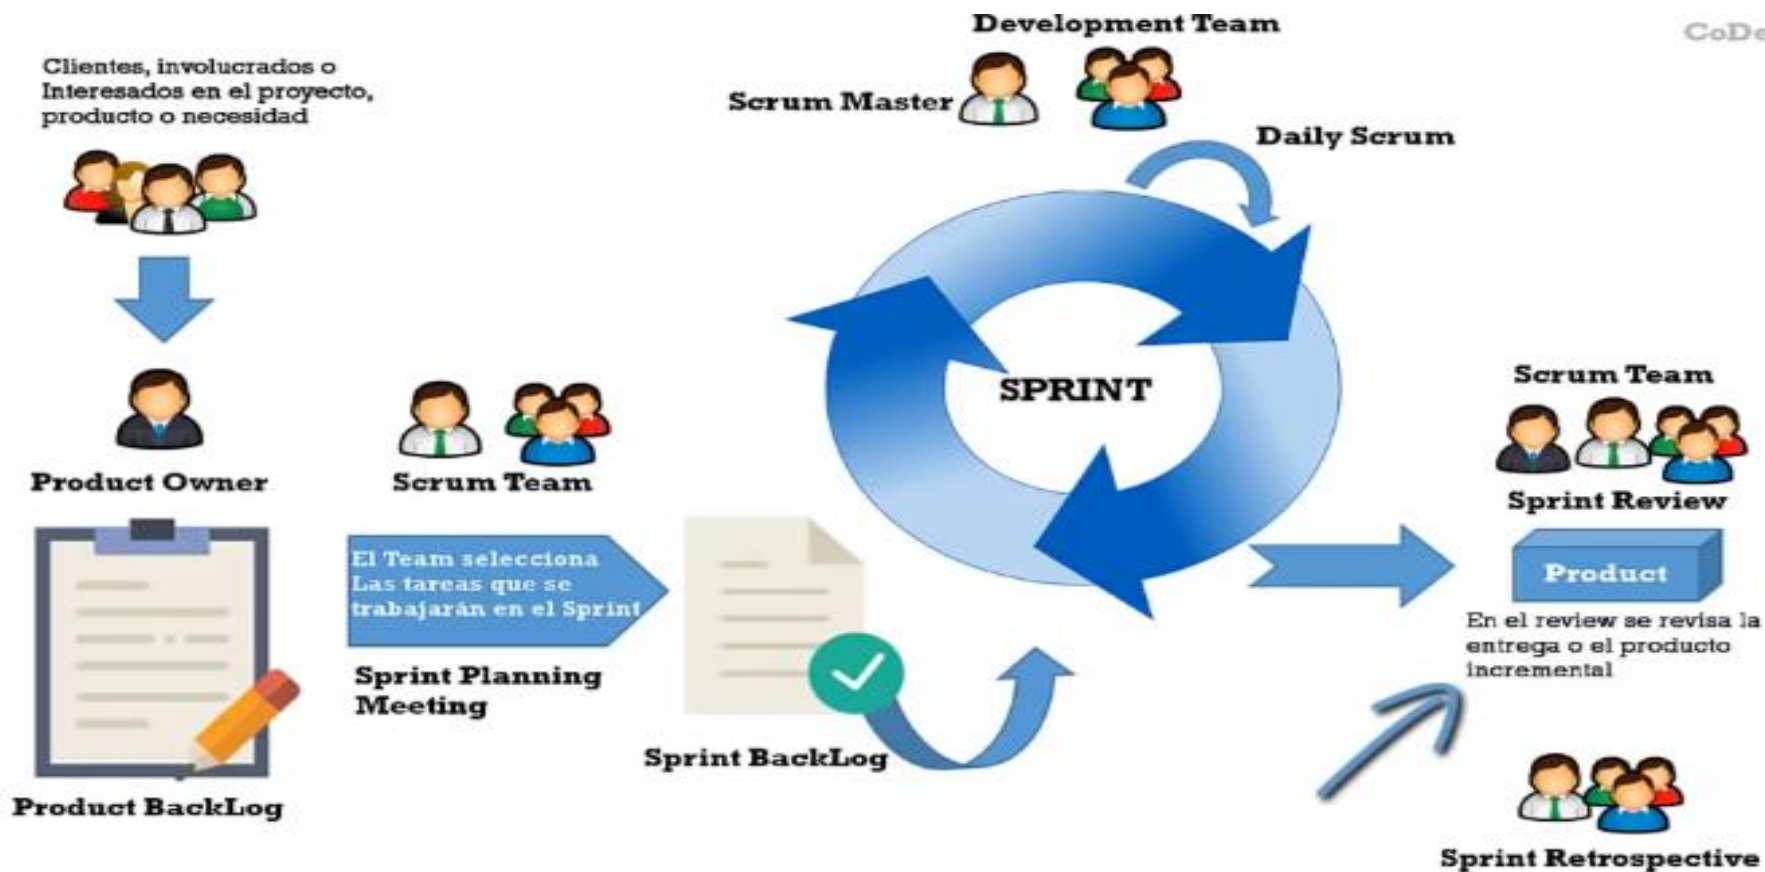 Development Team
CoDe
Clientes, involucrados o
Interesados en el proyecto,
producto o necesidad
Scrum Master
Daily Scrum
SPRINT
Scrum Team
Product Owner
Scrum Team
Sprint Review
El Team selecciona
Las tareas que se
trabajarán en el Sprint
Product
En el review se revisa la
entrega o el producto
incremental
Sprint Planning
Meeting
Sprint BackLog
Product BackLog
Sprint Retrospective